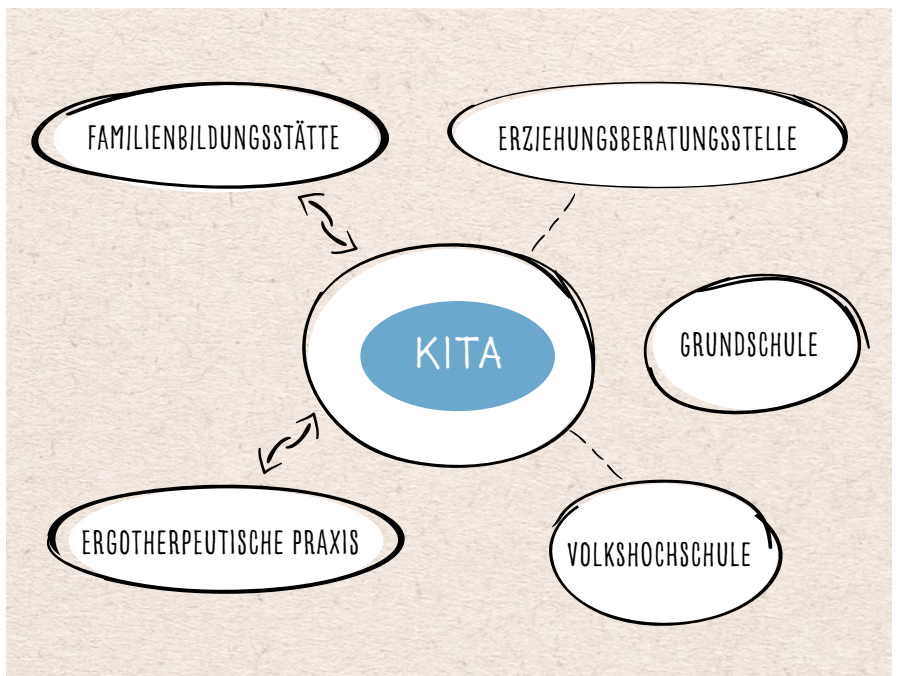 FAMILIENBILDUNGSSTÄTTE
ERZIEHUNGSBERATUNGSSTELLE
KITA
GRUNDSCHULE
ERGOTHERPEUTISCHE PRAXIS
VOLKSHOCHSCHULE